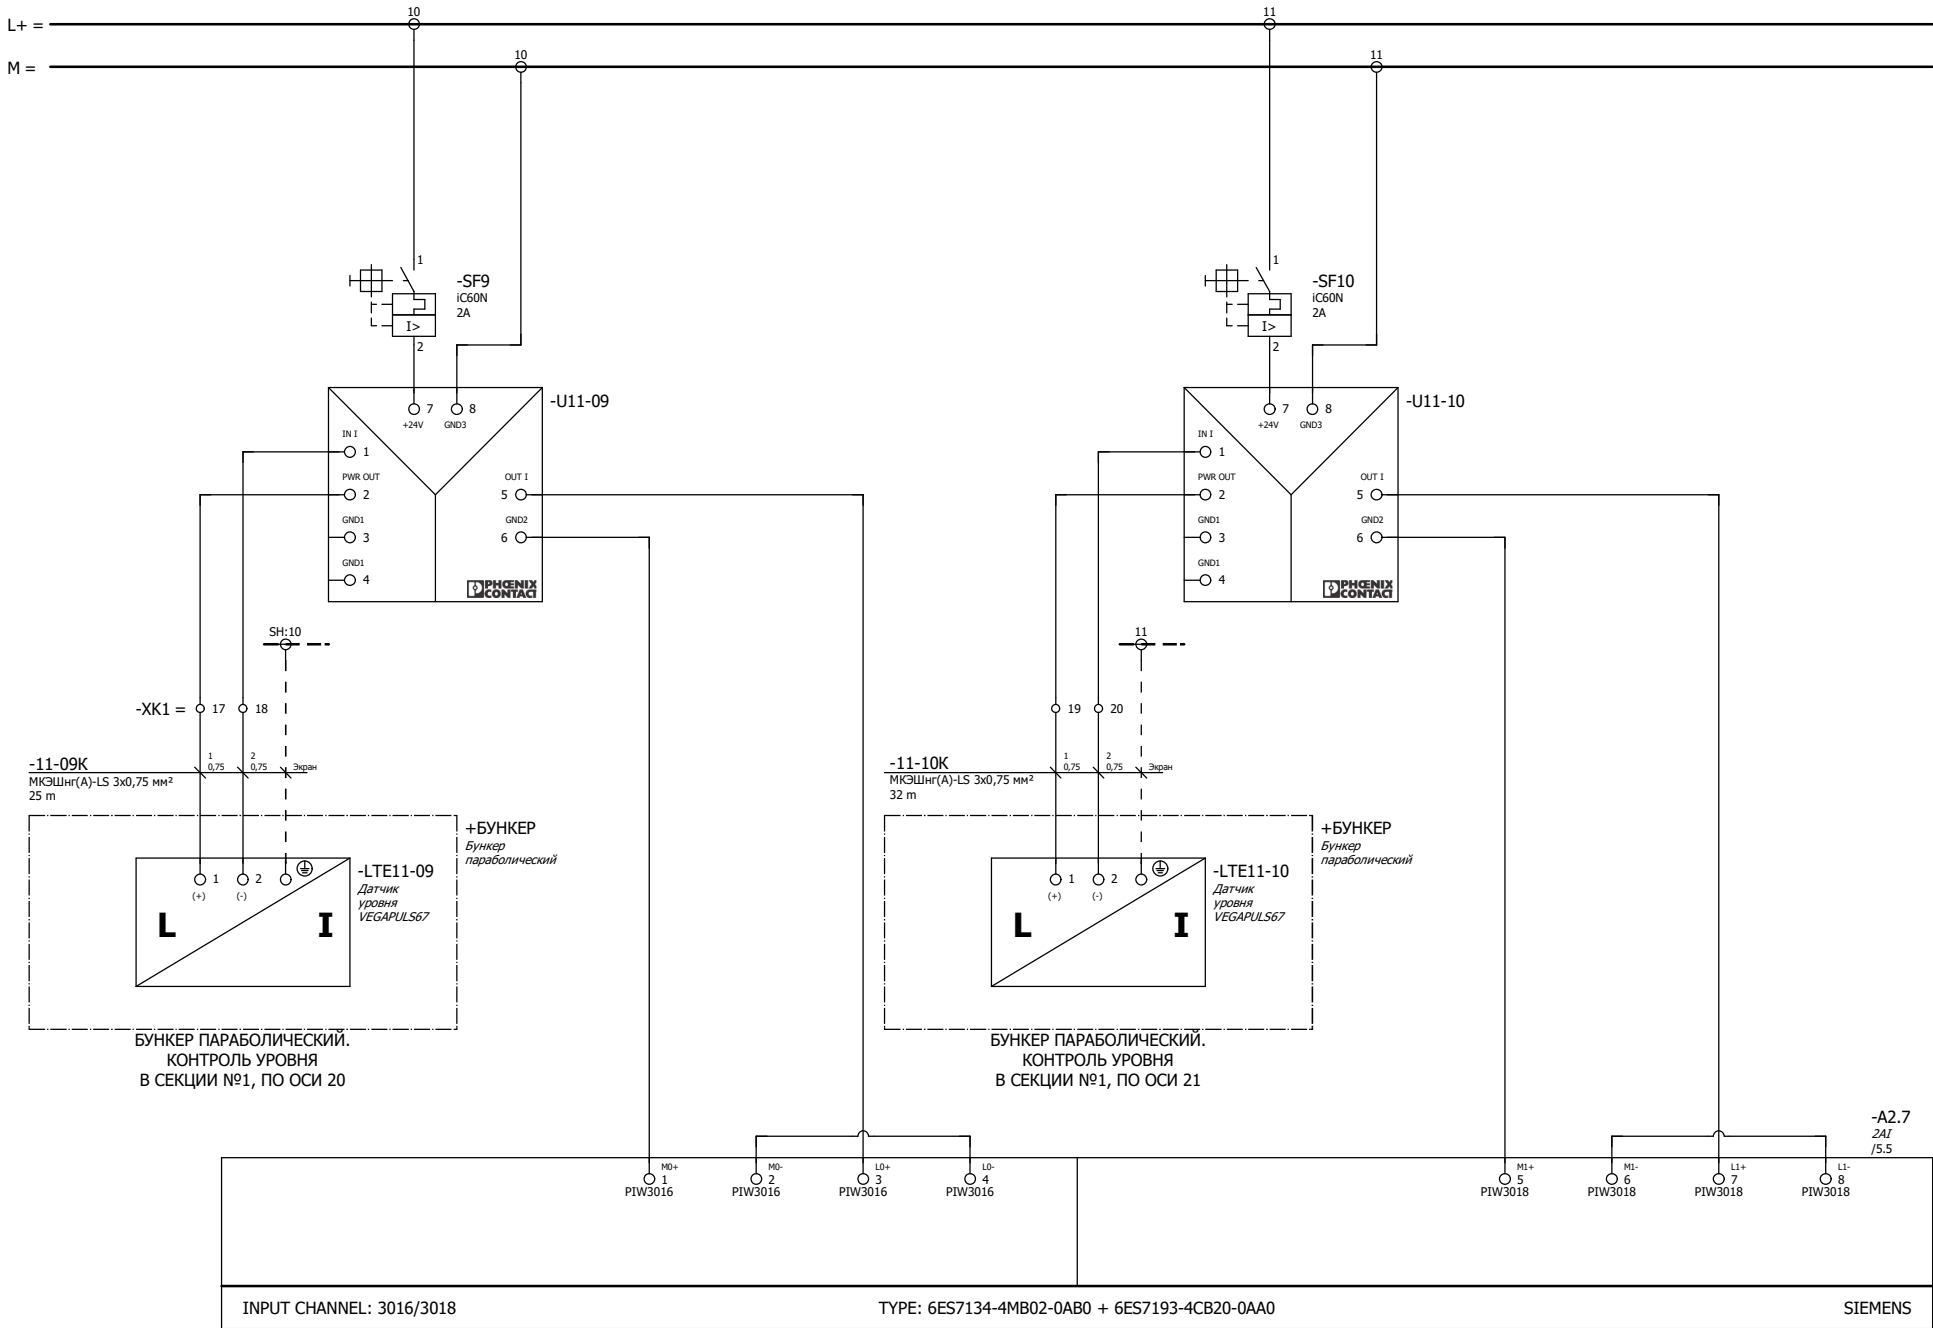 L+ =
10
11
M =
10
11
1
-SF9
iC60N
2A
I>
2
1
-SF10
iC60N
2A
I>
2
-U11-09
7
8
+24V
GND3
IN I
1
PWR OUT
2
GND1
3
GND1
4
OUT I
5
GND2
6
PHŒNIX
CONTACT
-U11-10
7
8
+24V
GND3
IN I
1
PWR OUT
2
GND1
3
GND1
4
OUT I
5
GND2
6
PHŒNIX
CONTACT
SH:10
11
-XK1 =
17
18
19
20
-11-09K
МКЭШнг(А)-LS 3x0,75 мм²
25 m
1
0,75
2
0,75
Экран
-11-10K
МКЭШнг(А)-LS 3x0,75 мм²
32 m
1
0,75
2
0,75
Экран
+БУНКЕР
Бункер
параболический
1
(+)
2
(-)
L
I
-LTE11-09
Датчик
уровня
VEGAPULS67
+БУНКЕР
Бункер
параболический
1
(+)
2
(-)
L
I
-LTE11-10
Датчик
уровня
VEGAPULS67
БУНКЕР ПАРАБОЛИЧЕСКИЙ.
КОНТРОЛЬ УРОВНЯ
В СЕКЦИИ №1, ПО ОСИ 20
БУНКЕР ПАРАБОЛИЧЕСКИЙ.
КОНТРОЛЬ УРОВНЯ
В СЕКЦИИ №1, ПО ОСИ 21
-A2.7
2AI
/5.5
M0+
1
PIW3016
M0-
2
PIW3016
L0+
3
PIW3016
L0-
4
PIW3016
M1+
5
PIW3018
M1-
6
PIW3018
L1+
7
PIW3018
L1-
8
PIW3018
INPUT CHANNEL: 3016/3018
TYPE: 6ES7134-4MB02-0AB0 + 6ES7193-4CB20-0AA0
SIEMENS